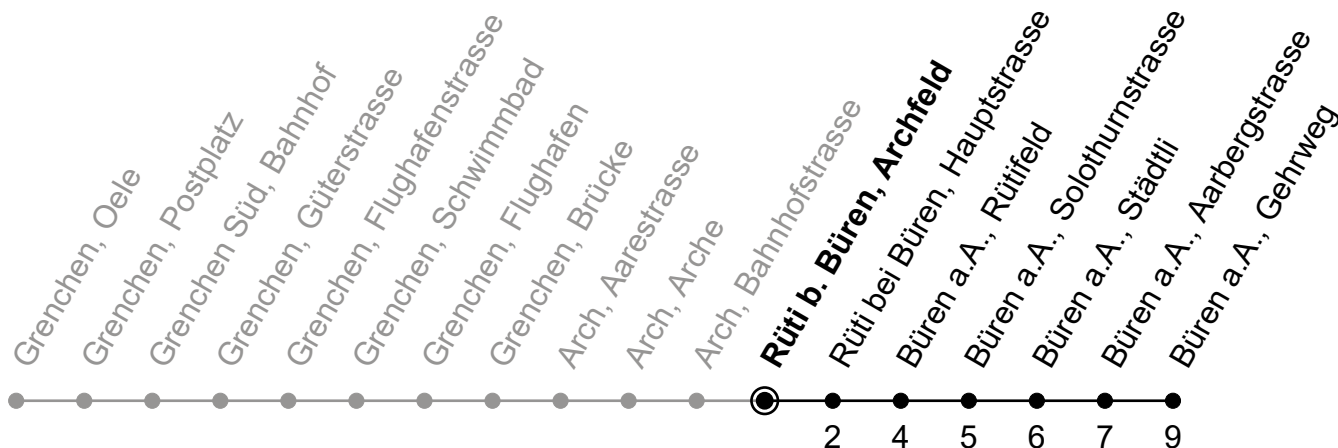 Grenchen, Oele
Grenchen, Postplatz
Grenchen Süd, Bahnhof
Grenchen, Güterstrasse
Grenchen, Flughafenstrasse
Grenchen, Schwimmbad
Grenchen, Flughafen
Grenchen, Brücke
Arch, Aarestrasse
Arch, Arche
Arch, Bahnhofstrasse
Rüti b. Büren, Archfeld
Rüti bei Büren, Hauptstrasse
Büren a.A., Rütifeld
Büren a.A., Solothurnstrasse
Büren a.A., Städtli
Büren a.A., Aarbergstrasse
Büren a.A., Gehrweg
2 4 5 6 7 9